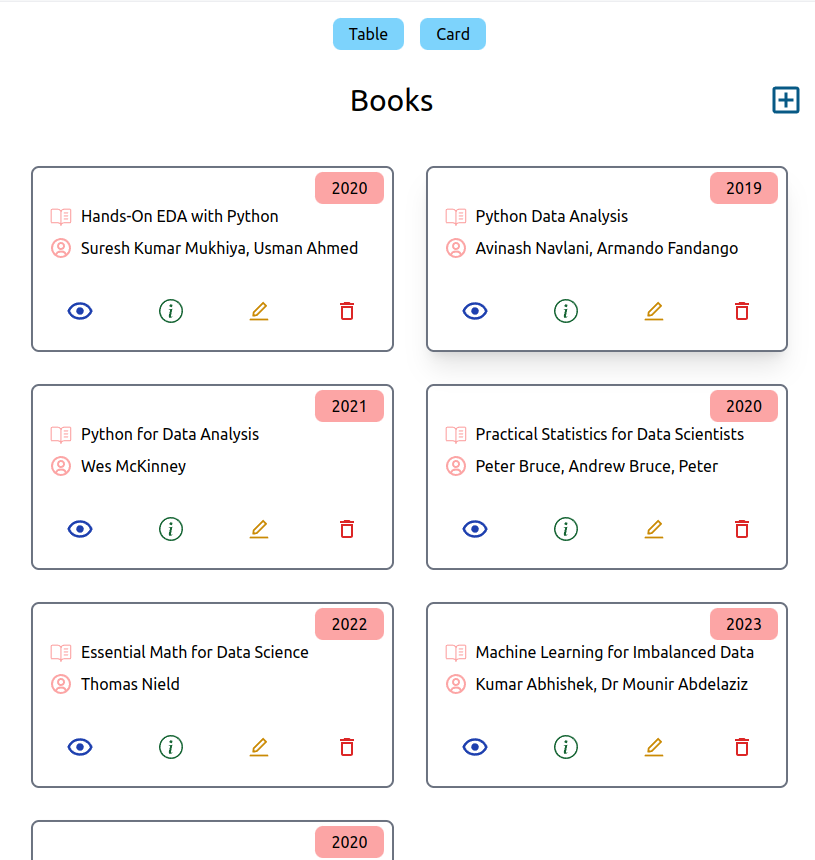 Table
Card
Books
2020
Hands-On EDA with Python
Suresh Kumar Mukhiya, Usman Ahmed
2019
Python Data Analysis
Avinash Navlani, Armando Fandango
2021
Python for Data Analysis
Wes McKinney
2020
Practical Statistics for Data Scientists
Peter Bruce, Andrew Bruce, Peter
2022
Essential Math for Data Science
Thomas Nield
2023
Machine Learning for Imbalanced Data
Kumar Abhishek, Dr Mounir Abdelaziz
2020